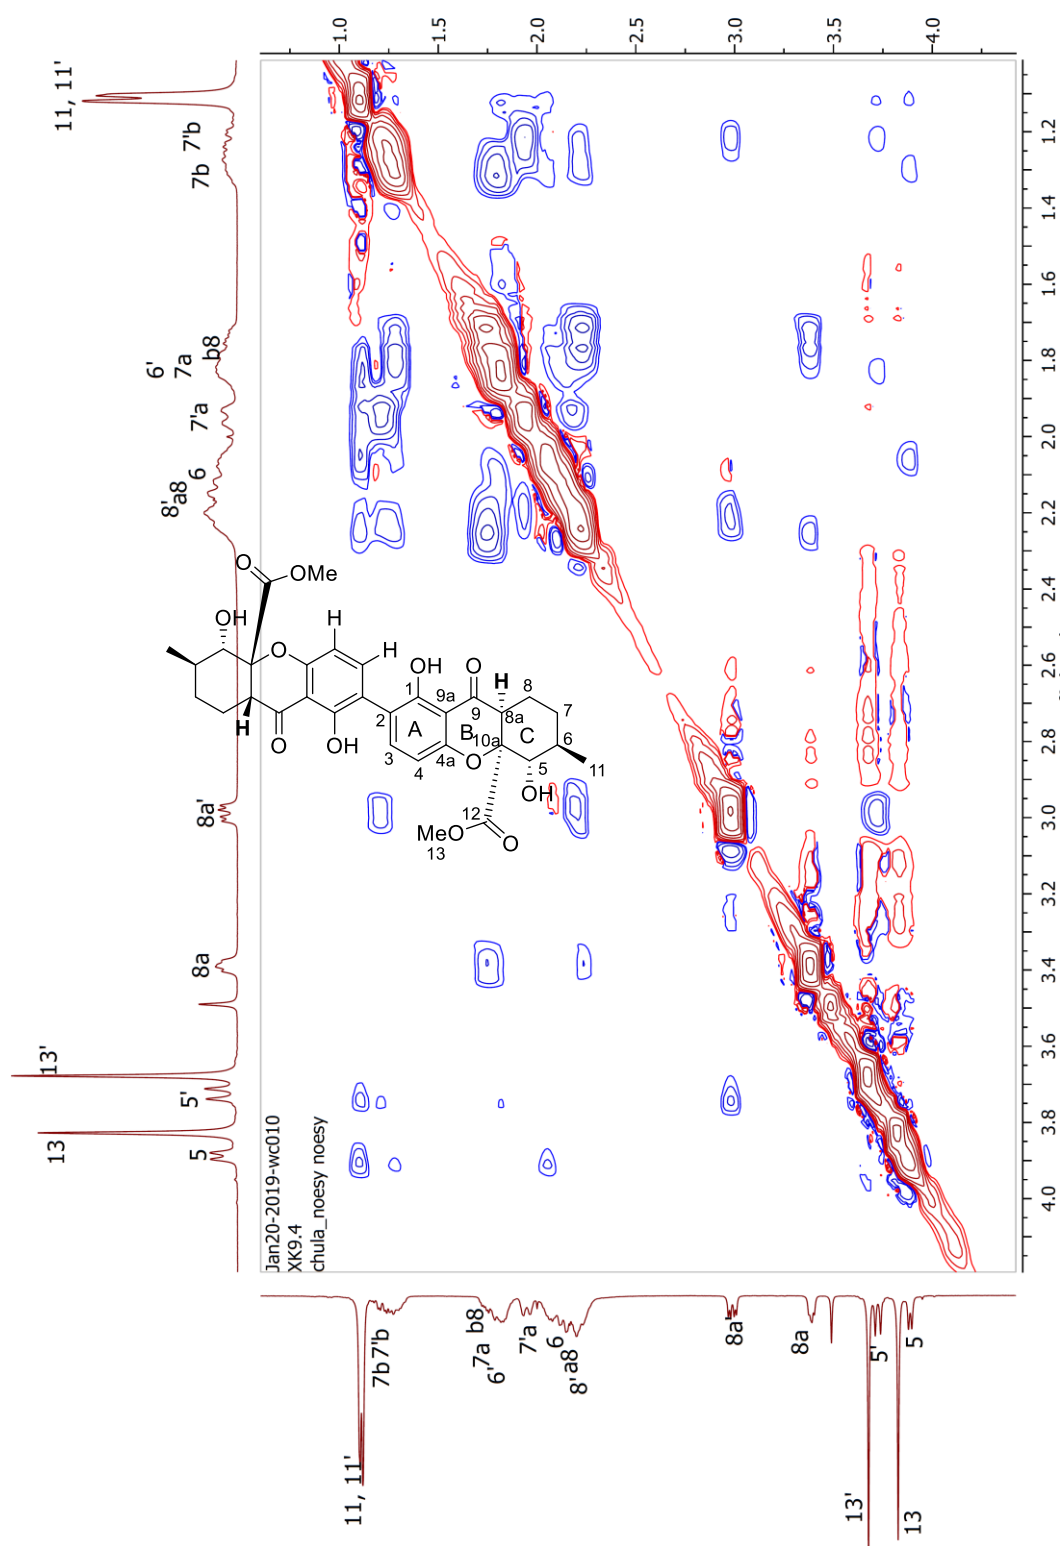 1.0 1.5 2.0 2.5 3.0 3.5 4.0
11, 11'
7'b
7b
b8
7a
6'
7'a
6
a8
8'
8a'
8a
13'
5'
13
5
1.2
1.4
1.6
1.8
2.0
2.2
2.4
2.6
2.8
3.0
3.2
3.4
3.6
3.8
4.0
O
OMe
OH
O
H
H
O
H
OH
OH
O
H
1
9a
9
8a
8
7
6
5
2
A
B
C
10a
3
4
4a
O
11
OH
12
MeO
13
O
Jan20-2019-wc010
XK9.4
chula_noesy noesy
11, 11'
7b 7'b
6' 7a b8
7'a
6
8' a8
8a'
8a
13'
5'
13
5